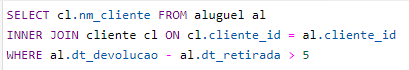 SELECT cl.nm_cliente FROM aluguel al
INNER JOIN cliente cl ON cl.cliente_id = al.cliente_id
WHERE al.dt_devolucao - al.dt_retirada > 5